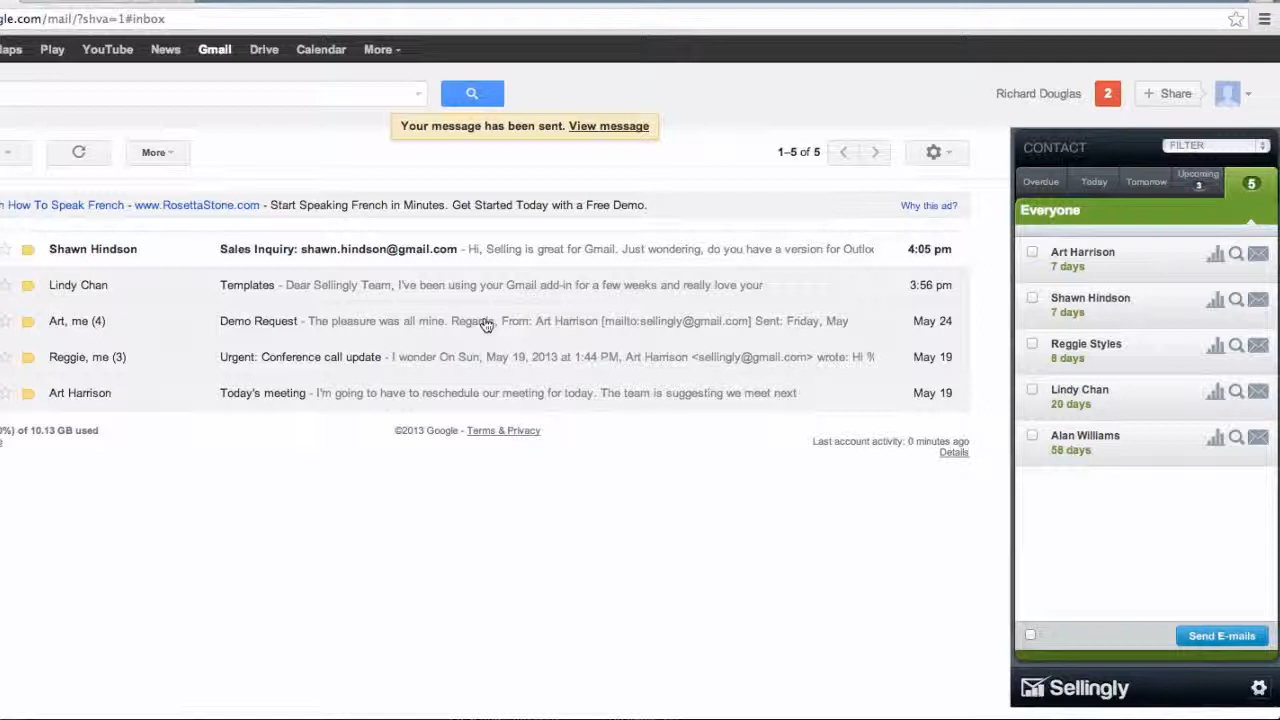 gle.com/mail/?shva=1#inbox
laps Play YouTube News Gmail Drive Calendar More
Richard Douglas 2 + Share
Your message has been sent. View message
More 1–5 of 5
CONTACT FILTER
Overdue Today Tomorrow Upcoming 3 5
Everyone
h How To Speak French - www.RosettaStone.com - Start Speaking French in Minutes. Get Started Today with a Free Demo. Why this ad?
Shawn Hindson Sales Inquiry: shawn.hindson@gmail.com - Hi, Selling is great for Gmail. Just wondering, do you have a version for Outlo 4:05 pm
Lindy Chan Templates - Dear Sellingly Team, I've been using your Gmail add-in for a few weeks and really love your 3:56 pm
Art, me (4) Demo Request - The pleasure was all mine. Regards, From: Art Harrison [mailto:sellingly@gmail.com] Sent: Friday, May May 24
Reggie, me (3) Urgent: Conference call update - I wonder On Sun, May 19, 2013 at 1:44 PM, Art Harrison <sellingly@gmail.com> wrote: Hi % May 19
Art Harrison Today's meeting - I'm going to have to reschedule our meeting for today. The team is suggesting we meet next May 19
0%) of 10.13 GB used
©2013 Google - Terms & Privacy
Last account activity: 0 minutes ago
Details
Art Harrison
7 days
Shawn Hindson
7 days
Reggie Styles
8 days
Lindy Chan
20 days
Alan Williams
58 days
Send E-mails
Sellingly